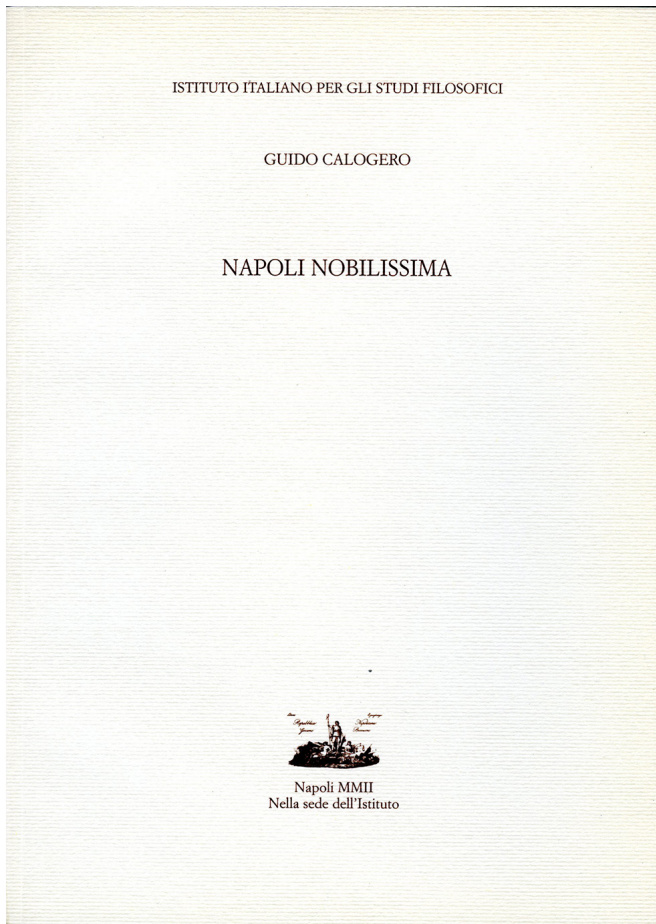 ISTITUTO ITALIANO PER GLI STUDI FILOSOFICI
GUIDO CALOGERO
NAPOLI NOBILISSIMA
Napoli MMII
Nella sede dell'Istituto